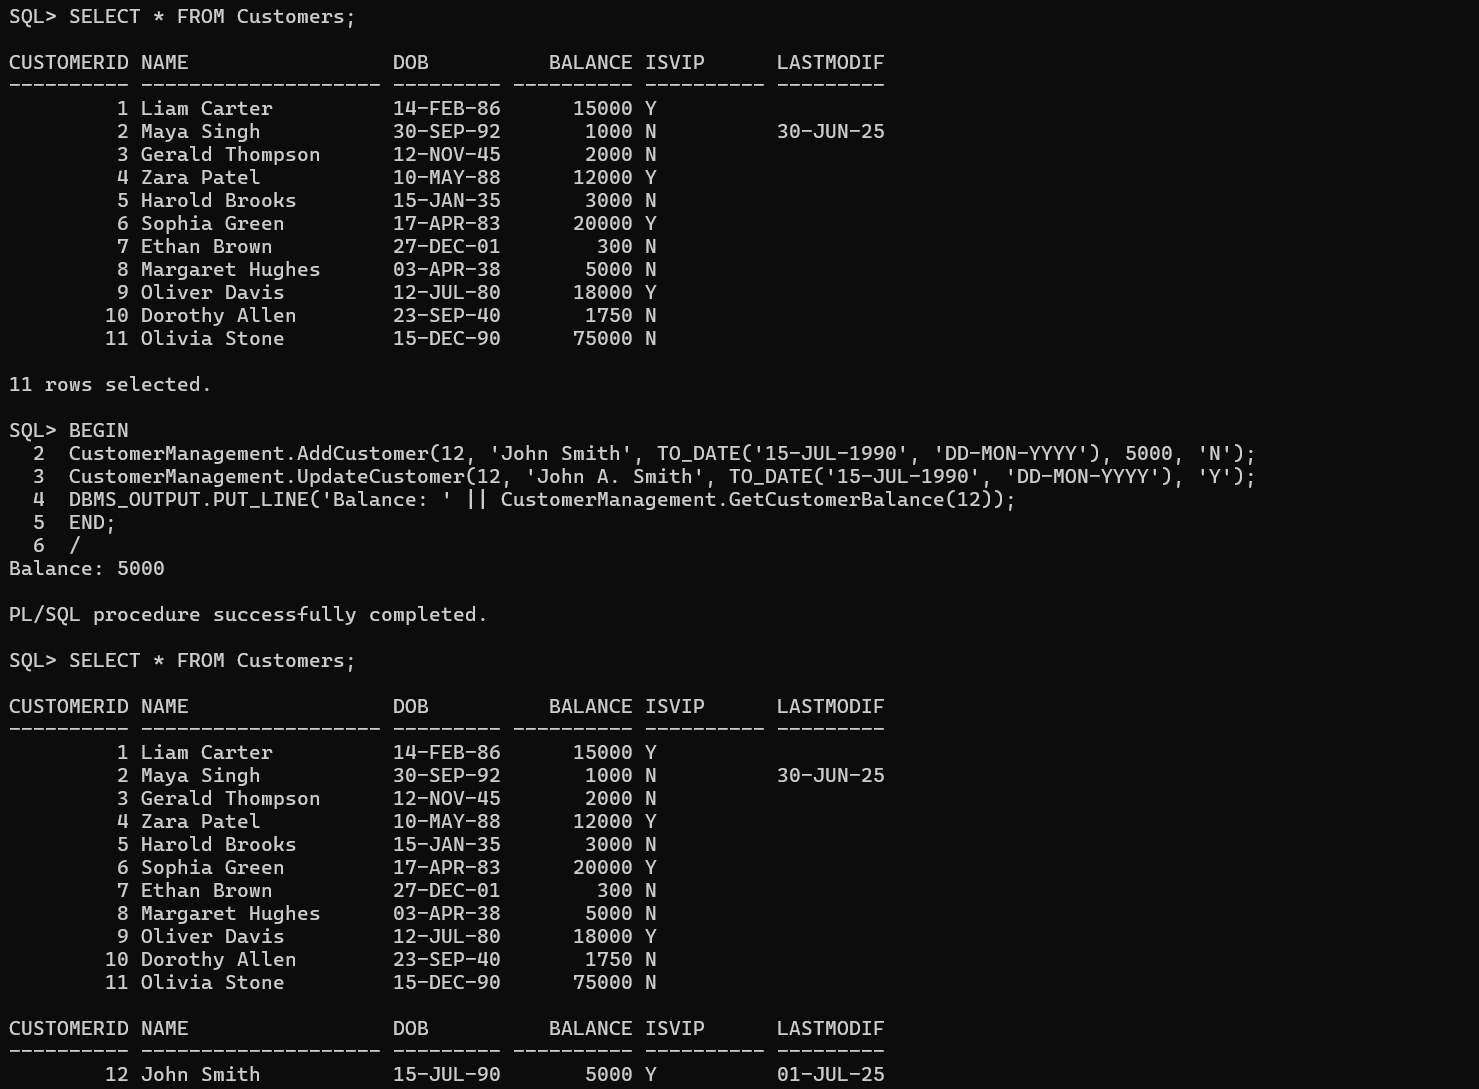 SQL> SELECT * FROM Customers;

CUSTOMERID NAME                 DOB          BALANCE ISVIP      LASTMODIF
---------- -------------------- --------- ---------- ---------- ---------
         1 Liam Carter          14-FEB-86      15000 Y
         2 Maya Singh           30-SEP-92       1000 N          30-JUN-25
         3 Gerald Thompson      12-NOV-45       2000 N
         4 Zara Patel           10-MAY-88      12000 Y
         5 Harold Brooks        15-JAN-35       3000 N
         6 Sophia Green         17-APR-83      20000 Y
         7 Ethan Brown          27-DEC-01        300 N
         8 Margaret Hughes      03-APR-38       5000 N
         9 Oliver Davis         12-JUL-80      18000 Y
        10 Dorothy Allen        23-SEP-40       1750 N
        11 Olivia Stone         15-DEC-90      75000 N

11 rows selected.

SQL> BEGIN
  2  CustomerManagement.AddCustomer(12, 'John Smith', TO_DATE('15-JUL-1990', 'DD-MON-YYYY'), 5000, 'N');
  3  CustomerManagement.UpdateCustomer(12, 'John A. Smith', TO_DATE('15-JUL-1990', 'DD-MON-YYYY'), 'Y');
  4  DBMS_OUTPUT.PUT_LINE('Balance: ' || CustomerManagement.GetCustomerBalance(12));
  5  END;
  6  /
Balance: 5000

PL/SQL procedure successfully completed.

SQL> SELECT * FROM Customers;

CUSTOMERID NAME                 DOB          BALANCE ISVIP      LASTMODIF
---------- -------------------- --------- ---------- ---------- ---------
         1 Liam Carter          14-FEB-86      15000 Y
         2 Maya Singh           30-SEP-92       1000 N          30-JUN-25
         3 Gerald Thompson      12-NOV-45       2000 N
         4 Zara Patel           10-MAY-88      12000 Y
         5 Harold Brooks        15-JAN-35       3000 N
         6 Sophia Green         17-APR-83      20000 Y
         7 Ethan Brown          27-DEC-01        300 N
         8 Margaret Hughes      03-APR-38       5000 N
         9 Oliver Davis         12-JUL-80      18000 Y
        10 Dorothy Allen        23-SEP-40       1750 N
        11 Olivia Stone         15-DEC-90      75000 N

CUSTOMERID NAME                 DOB          BALANCE ISVIP      LASTMODIF
---------- -------------------- --------- ---------- ---------- ---------
        12 John Smith           15-JUL-90       5000 Y          01-JUL-25